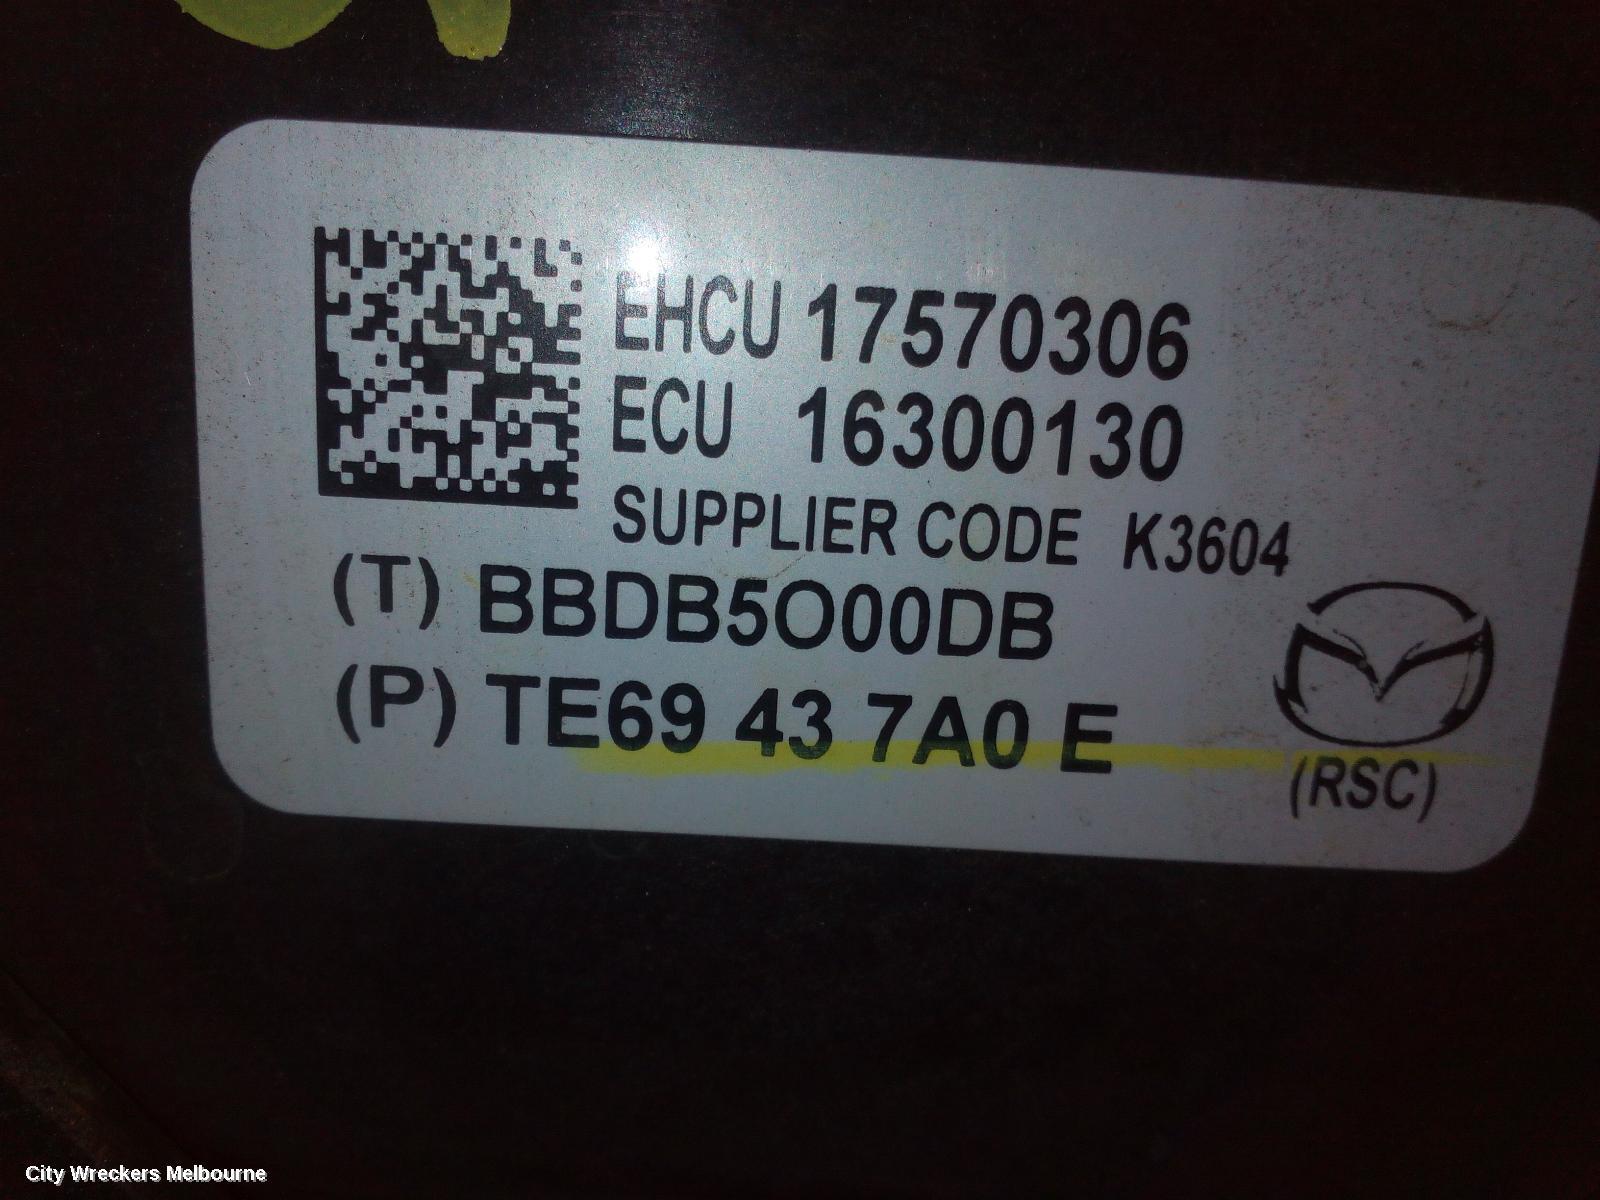 EHCU 17570306
ECU 16300130
SUPPLIER CODE K3604
(T) BBDB5O00DB
(P) TE69 43 7A0 E
(RSC)
City Wreckers Melbourne